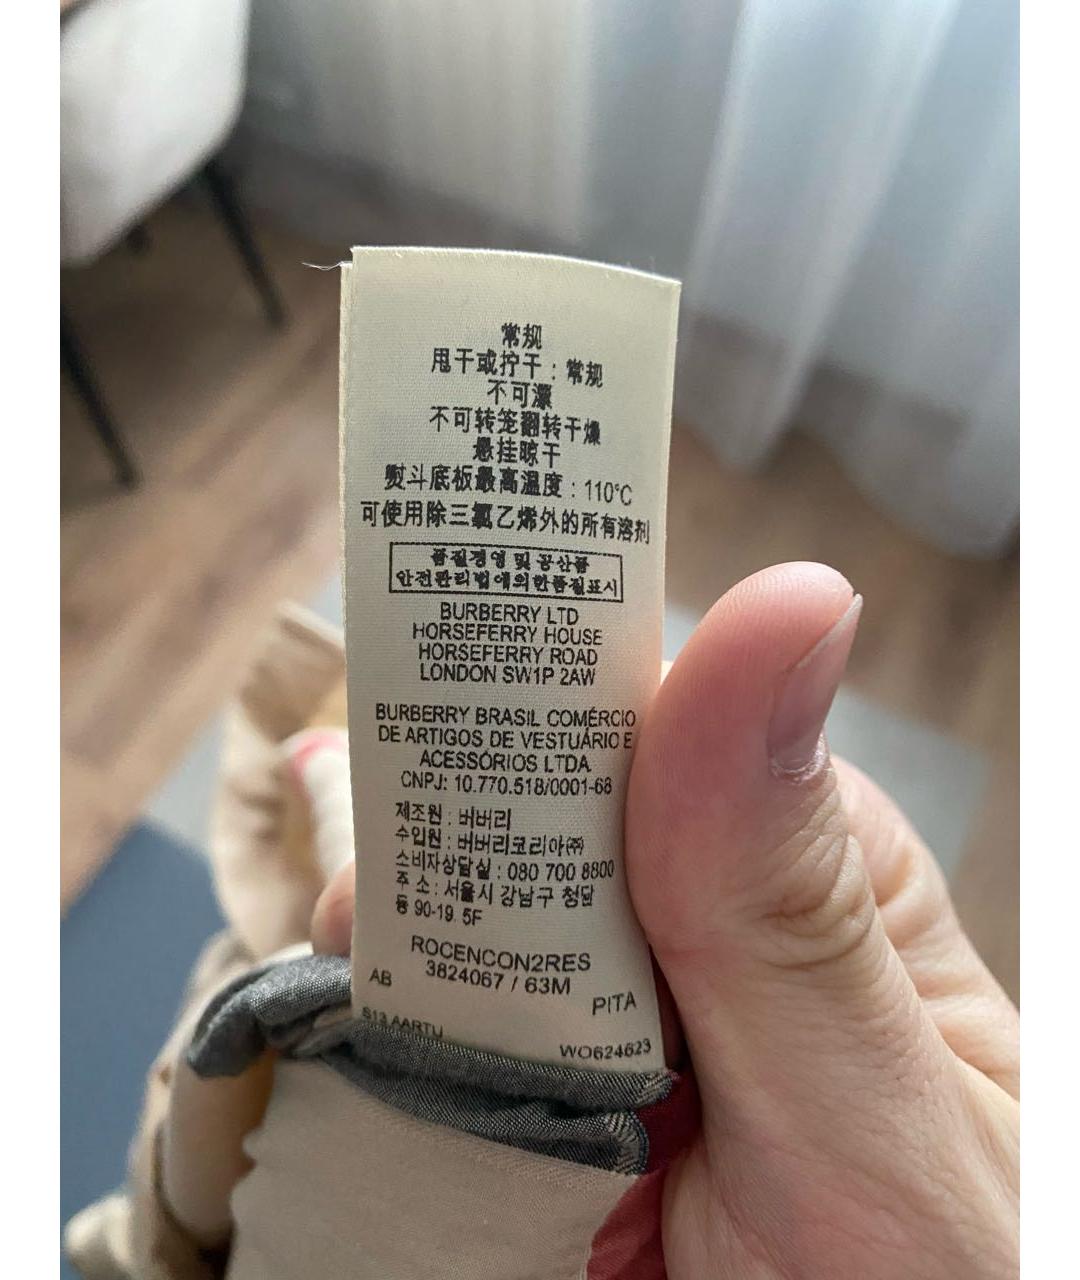 常规
甩干或拧干：常规
不可漂
不可转笼翻转干燥
悬挂晾干
熨斗底板最高温度：110°C
可使用除三氯乙烯外的所有溶剂
품질경영 및 공산품
안전관리법에의한품질표시
BURBERRY LTD
HORSEFERRY HOUSE
HORSEFERRY ROAD
LONDON SW1P 2AW
BURBERRY BRASIL COMÉRCIO
DE ARTIGOS DE VESTUÁRIO E
ACESSÓRIOS LTDA
CNPJ: 10.770.518/0001-68
제조원 : 버버리
수입원 : 버버리코리아㈜
소비자상담실 : 080 700 8800
주 소 : 서울시 강남구 청담
동 90-19. 5F
ROCENCON2RES
3824067 / 63M
AB
PITA
S13 AARTU
WO624623